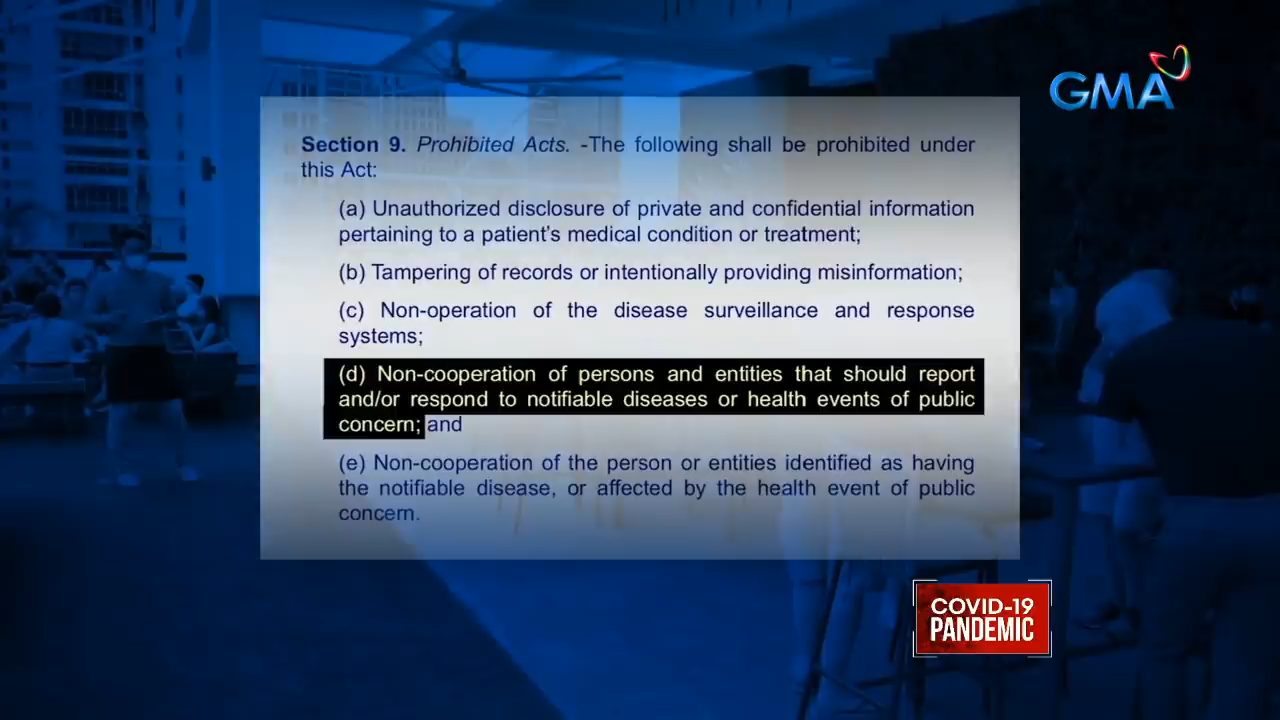 GMA
Section 9. Prohibited Acts. -The following shall be prohibited under
this Act:
(a) Unauthorized disclosure of private and confidential information
pertaining to a patient's medical condition or treatment;
(b) Tampering of records or intentionally providing misinformation;
(c) Non-operation of the disease surveillance and response
systems;
(d) Non-cooperation of persons and entities that should report
and/or respond to notifiable diseases or health events of public
concern; and
(e) Non-cooperation of the person or entities identified as having
the notifiable disease, or affected by the health event of public
concern.
COVID-19
PANDEMIC